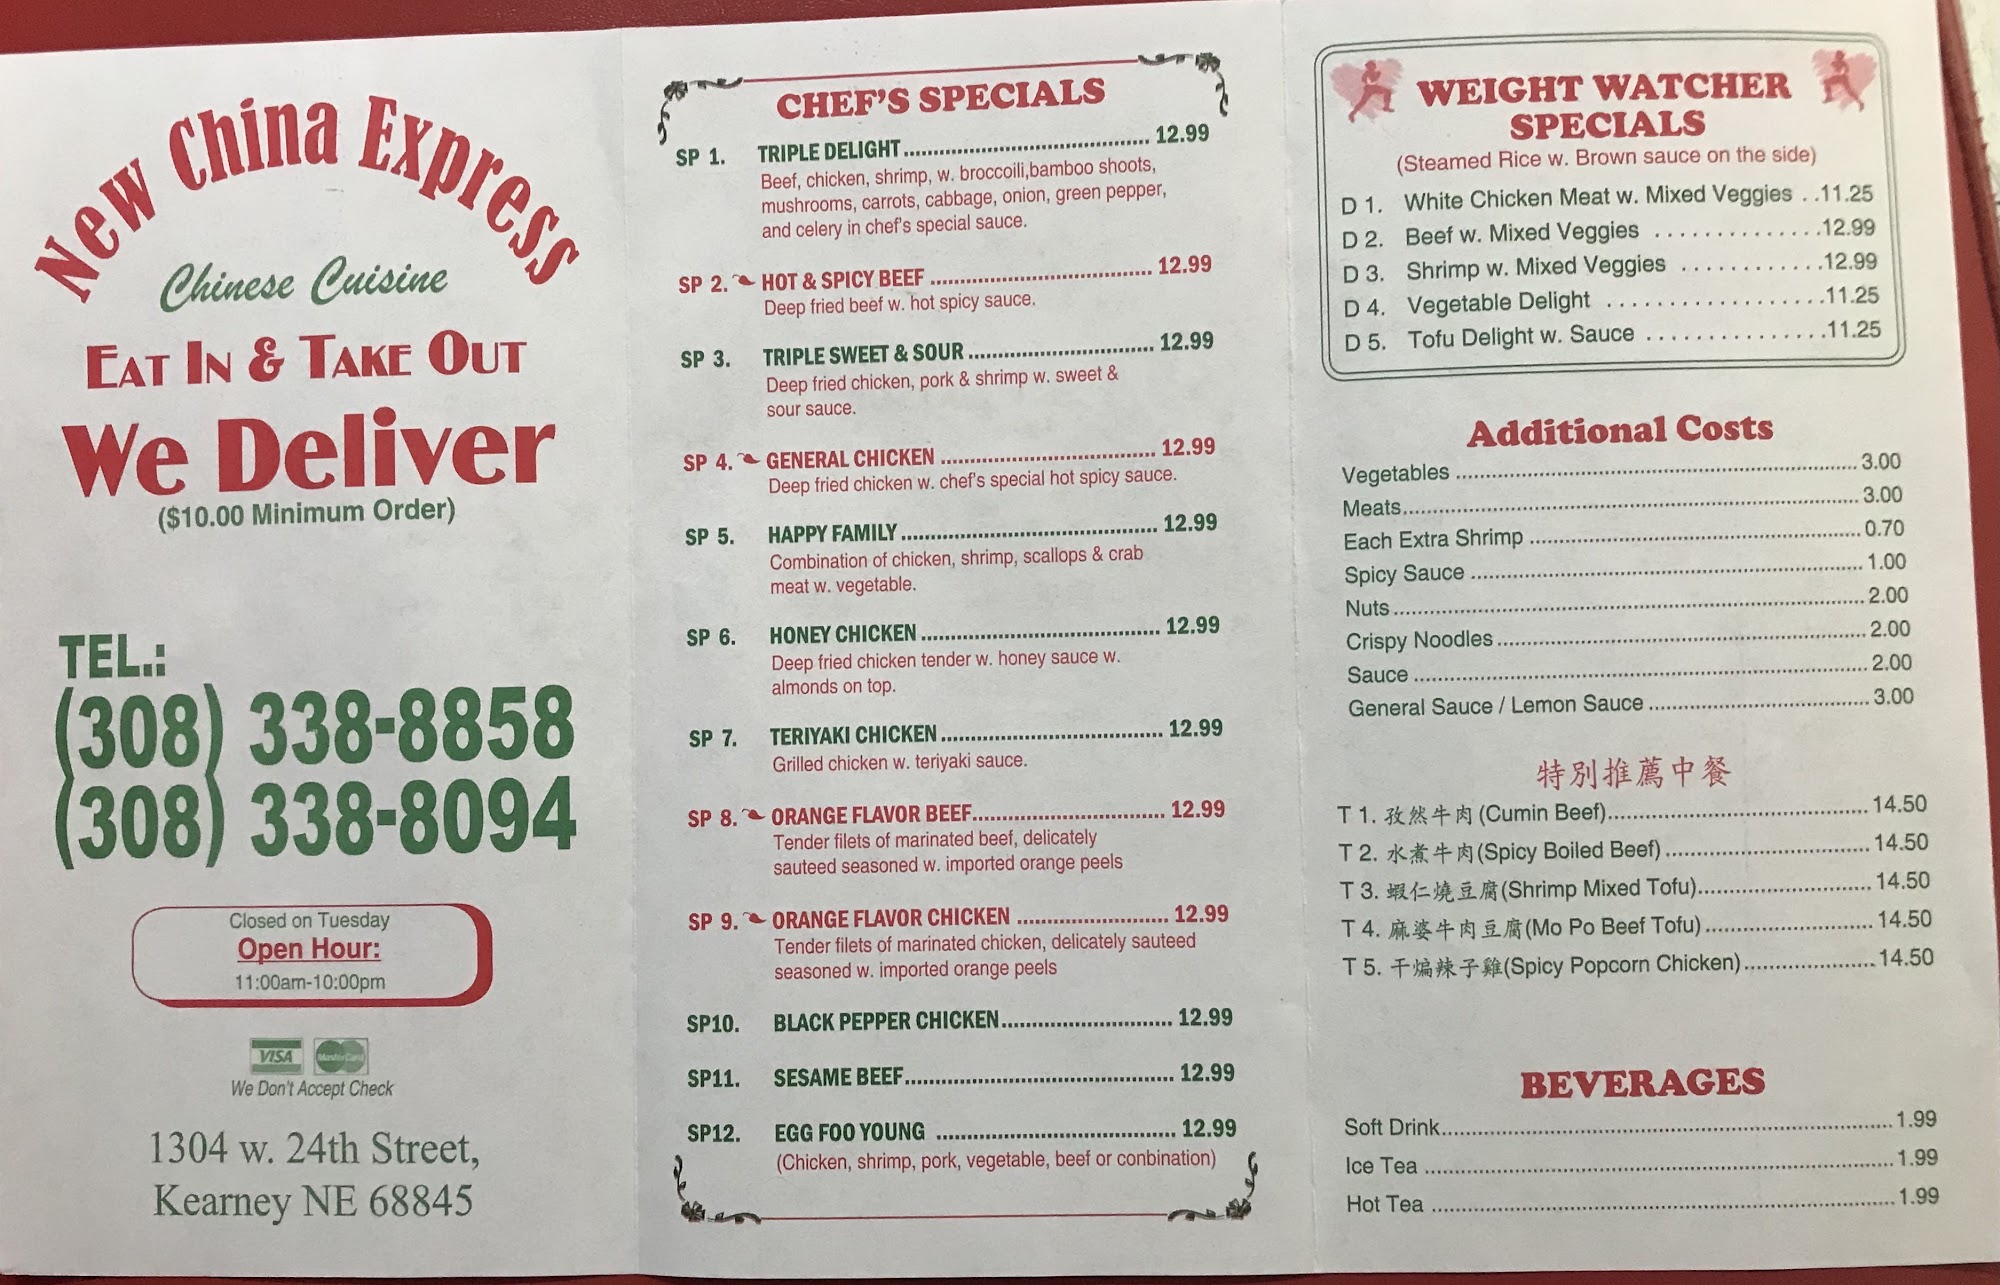 New China Express
Chinese Cuisine
EAT IN & TAKE OUT
We Deliver
($10.00 Minimum Order)
TEL.:
(308) 338-8858
(308) 338-8094
Closed on Tuesday
Open Hour:
11:00am-10:00pm
VISA MasterCard
We Don't Accept Check
1304 w. 24th Street,
Kearney NE 68845
CHEF'S SPECIALS
SP 1. TRIPLE DELIGHT 12.99
Beef, chicken, shrimp, w. broccoili,bamboo shoots,
mushrooms, carrots, cabbage, onion, green pepper,
and celery in chef's special sauce.
SP 2. HOT & SPICY BEEF 12.99
Deep fried beef w. hot spicy sauce.
SP 3. TRIPLE SWEET & SOUR 12.99
Deep fried chicken, pork & shrimp w. sweet &
sour sauce.
SP 4. GENERAL CHICKEN 12.99
Deep fried chicken w. chef's special hot spicy sauce.
SP 5. HAPPY FAMILY 12.99
Combination of chicken, shrimp, scallops & crab
meat w. vegetable.
SP 6. HONEY CHICKEN 12.99
Deep fried chicken tender w. honey sauce w.
almonds on top.
SP 7. TERIYAKI CHICKEN 12.99
Grilled chicken w. teriyaki sauce.
SP 8. ORANGE FLAVOR BEEF 12.99
Tender filets of marinated beef, delicately
sauteed seasoned w. imported orange peels
SP 9. ORANGE FLAVOR CHICKEN 12.99
Tender filets of marinated chicken, delicately sauteed
seasoned w. imported orange peels
SP10. BLACK PEPPER CHICKEN 12.99
SP11. SESAME BEEF 12.99
SP12. EGG FOO YOUNG 12.99
(Chicken, shrimp, pork, vegetable, beef or conbination)
WEIGHT WATCHER
SPECIALS
(Steamed Rice w. Brown sauce on the side)
D 1. White Chicken Meat w. Mixed Veggies 11.25
D 2. Beef w. Mixed Veggies 12.99
D 3. Shrimp w. Mixed Veggies 12.99
D 4. Vegetable Delight 11.25
D 5. Tofu Delight w. Sauce 11.25
Additional Costs
Vegetables 3.00
Meats 3.00
Each Extra Shrimp 0.70
Spicy Sauce 1.00
Nuts 2.00
Crispy Noodles 2.00
Sauce 2.00
General Sauce / Lemon Sauce 3.00
特別推薦中餐
T 1. 孜然牛肉 (Cumin Beef) 14.50
T 2. 水煮牛肉 (Spicy Boiled Beef) 14.50
T 3. 蝦仁燒豆腐 (Shrimp Mixed Tofu) 14.50
T 4. 麻婆牛肉豆腐 (Mo Po Beef Tofu) 14.50
T 5. 干煸辣子雞 (Spicy Popcorn Chicken) 14.50
BEVERAGES
Soft Drink 1.99
Ice Tea 1.99
Hot Tea 1.99